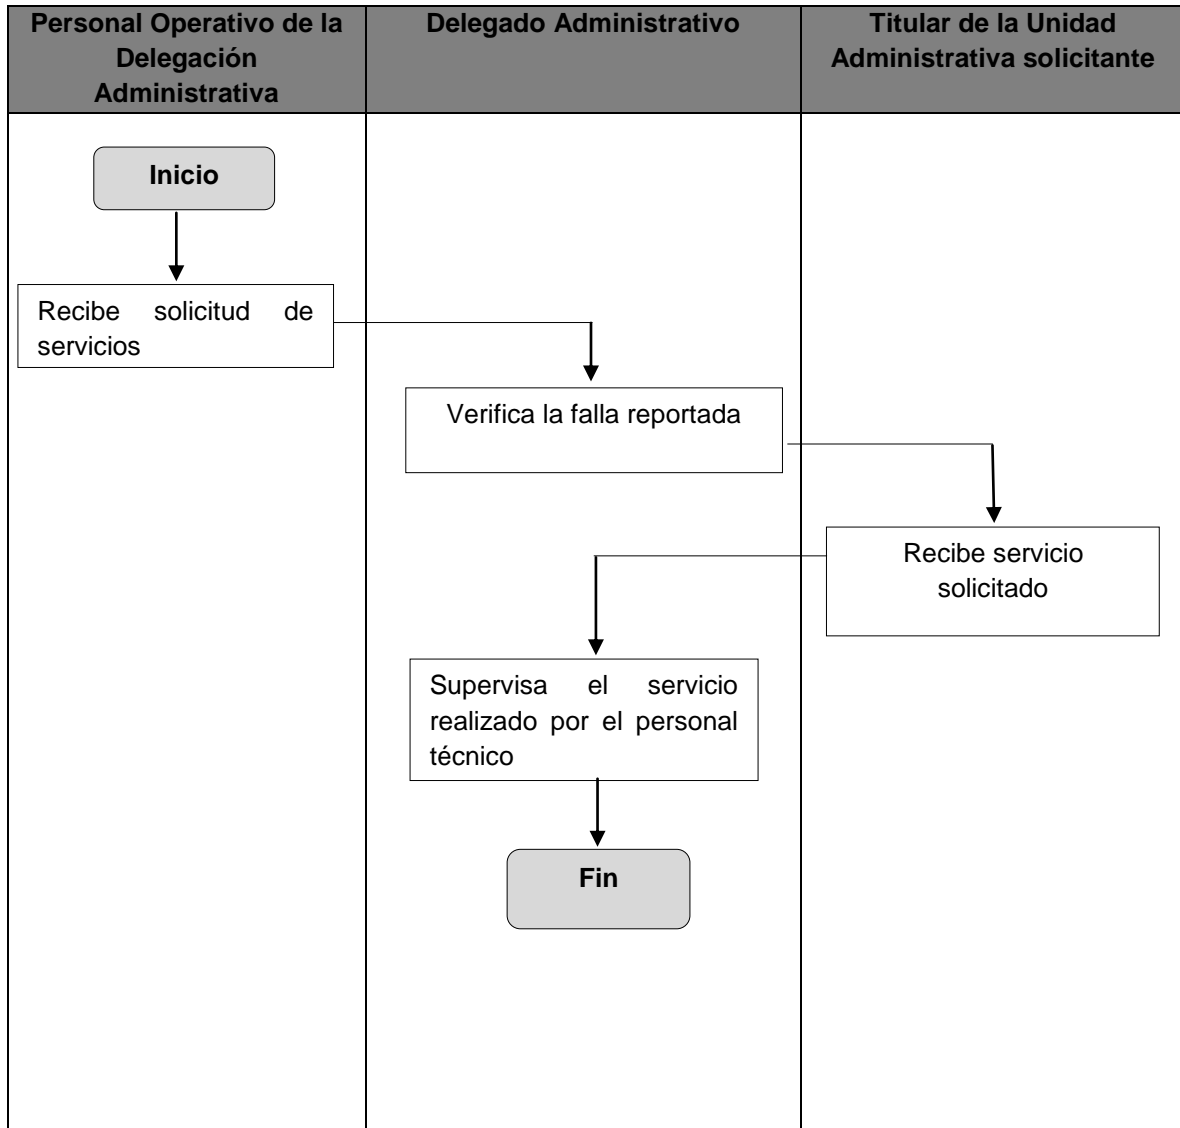 Personal Operativo de la
Delegación
Administrativa
Delegado Administrativo
Titular de la Unidad
Administrativa solicitante
Inicio
Recibe solicitud de
servicios
Verifica la falla reportada
Recibe servicio
solicitado
Supervisa el servicio
realizado por el personal
técnico
Fin